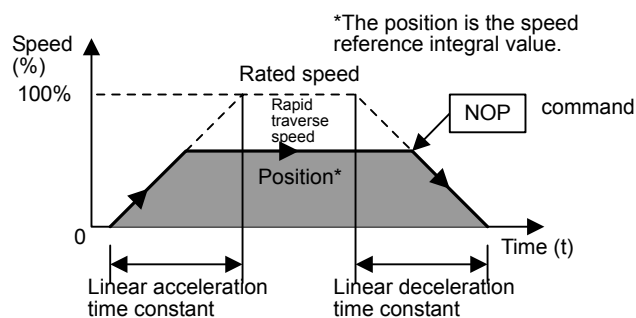 *The position is the speed
reference integral value.
Speed
(%)
Rated speed
100%
Rapid
traverse
speed
NOP command
Position*
0
Time (t)
Linear acceleration
time constant
Linear deceleration
time constant